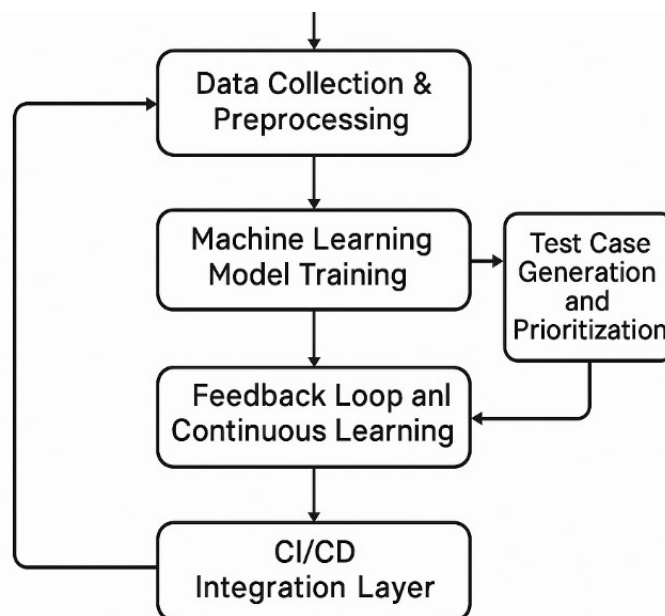 Data Collection &
Preprocessing
Machine Learning
Model Training
Test Case
Generation
and
Prioritization
Feedback Loop anl
Continuous Learning
CI/CD
Integration Layer